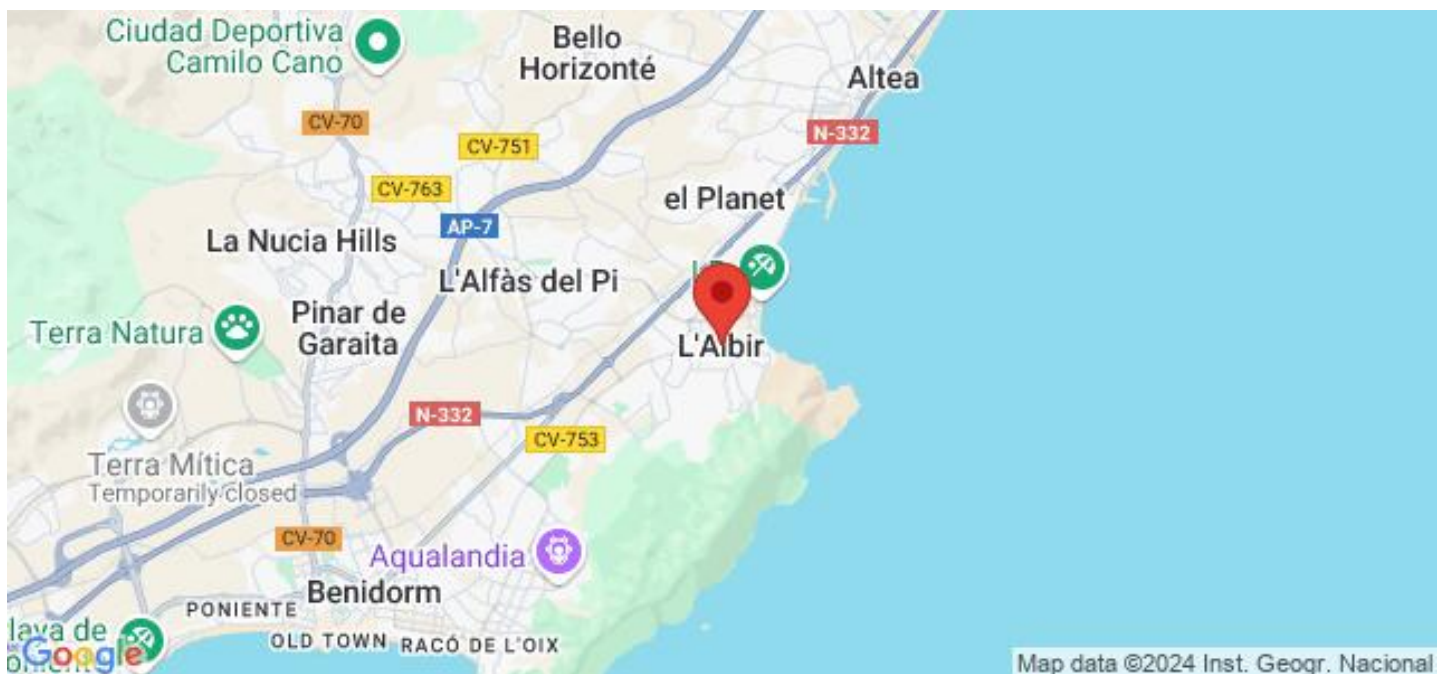 Ciudad Deportiva
Camilo Cano
Bello
Horizonté
Altea
CV-70
N-332
CV-751
CV-763
el Planet
AP-7
La Nucia Hills
L'Alfàs del Pi
Pinar de
Garaita
Terra Natura
L'Albir
N-332
CV-753
Terra Mítica
Temporarily closed
CV-70
Aqualandia
Benidorm
PONIENTE
OLD TOWN
RACÓ DE L'OIX
laya de
Google
Map data ©2024 Inst. Geogr. Nacional